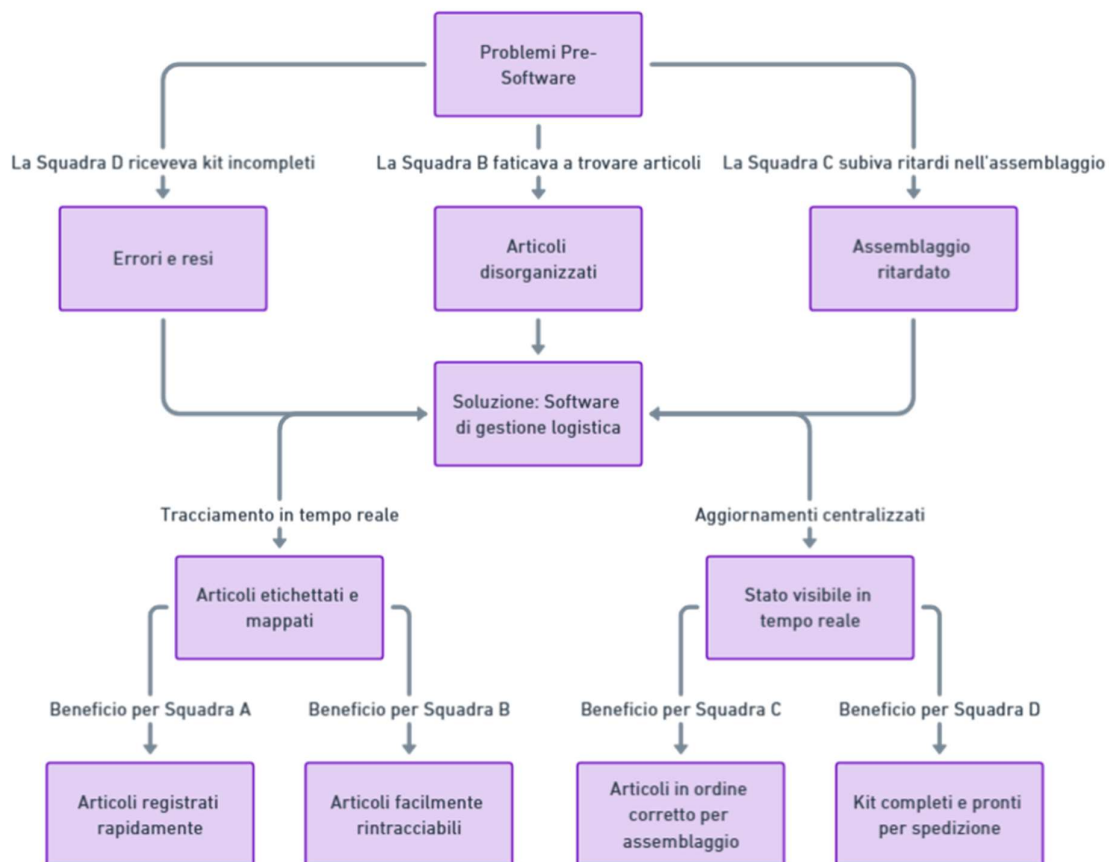 Problemi Pre-
Software
La Squadra D riceveva kit incompleti
La Squadra B faticava a trovare articoli
La Squadra C subiva ritardi nell'assemblaggio
Errori e resi
Articoli
disorganizzati
Assemblaggio
ritardato
Soluzione: Software
di gestione logistica
Tracciamento in tempo reale
Aggiornamenti centralizzati
Articoli etichettati e
mappati
Stato visibile in
tempo reale
Beneficio per Squadra A
Beneficio per Squadra B
Beneficio per Squadra C
Beneficio per Squadra D
Articoli registrati
rapidamente
Articoli facilmente
rintracciabili
Articoli in ordine
corretto per
assemblaggio
Kit completi e pronti
per spedizione